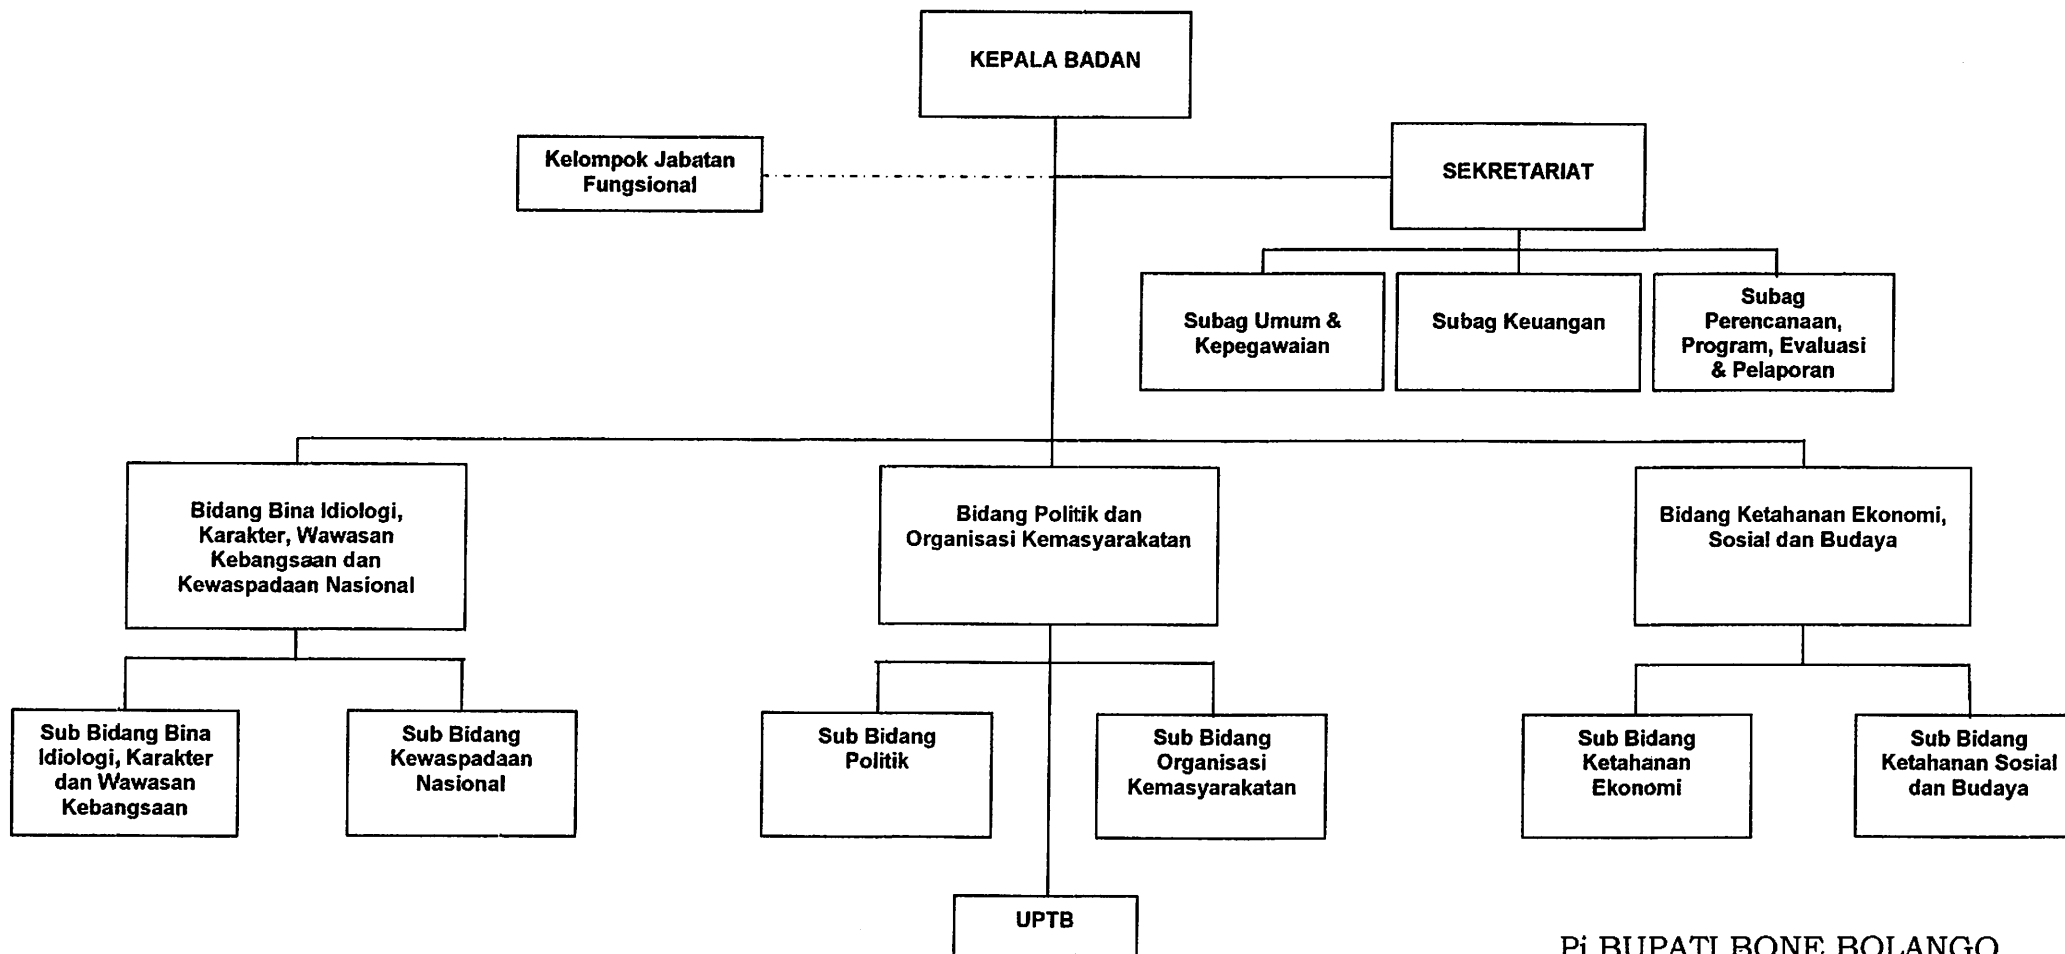 KEPALA BADAN
Kelompok Jabatan
Fungsional
SEKRETARIAT
Subag Umum &
Kepegawaian
Subag Keuangan
Subag
Perencanaan,
Program, Evaluasi
& Pelaporan
Bidang Bina Idiologi,
Karakter, Wawasan
Kebangsaan dan
Kewaspadaan Nasional
Bidang Politik dan
Organisasi Kemasyarakatan
Bidang Ketahanan Ekonomi,
Sosial dan Budaya
Sub Bidang Bina
Idiologi, Karakter
dan Wawasan
Kebangsaan
Sub Bidang
Kewaspadaan
Nasional
Sub Bidang
Politik
Sub Bidang
Organisasi
Kemasyarakatan
Sub Bidang
Ketahanan
Ekonomi
Sub Bidang
Ketahanan Sosial
dan Budaya
UPTB
Pj BUPATI BONE BOLANGO